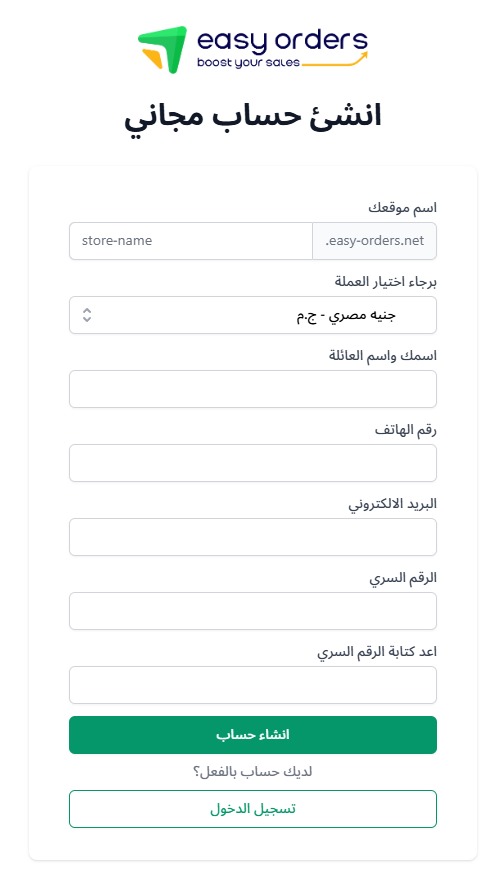 easy orders
boost your sales
انشئ حساب مجاني
اسم موقعك
store-name
.easy-orders.net
برجاء اختيار العملة
جنيه مصري - ج.م
اسمك واسم العائلة
رقم الهاتف
البريد الالكتروني
الرقم السري
اعد كتابة الرقم السري
انشاء حساب
لديك حساب بالفعل؟
تسجيل الدخول